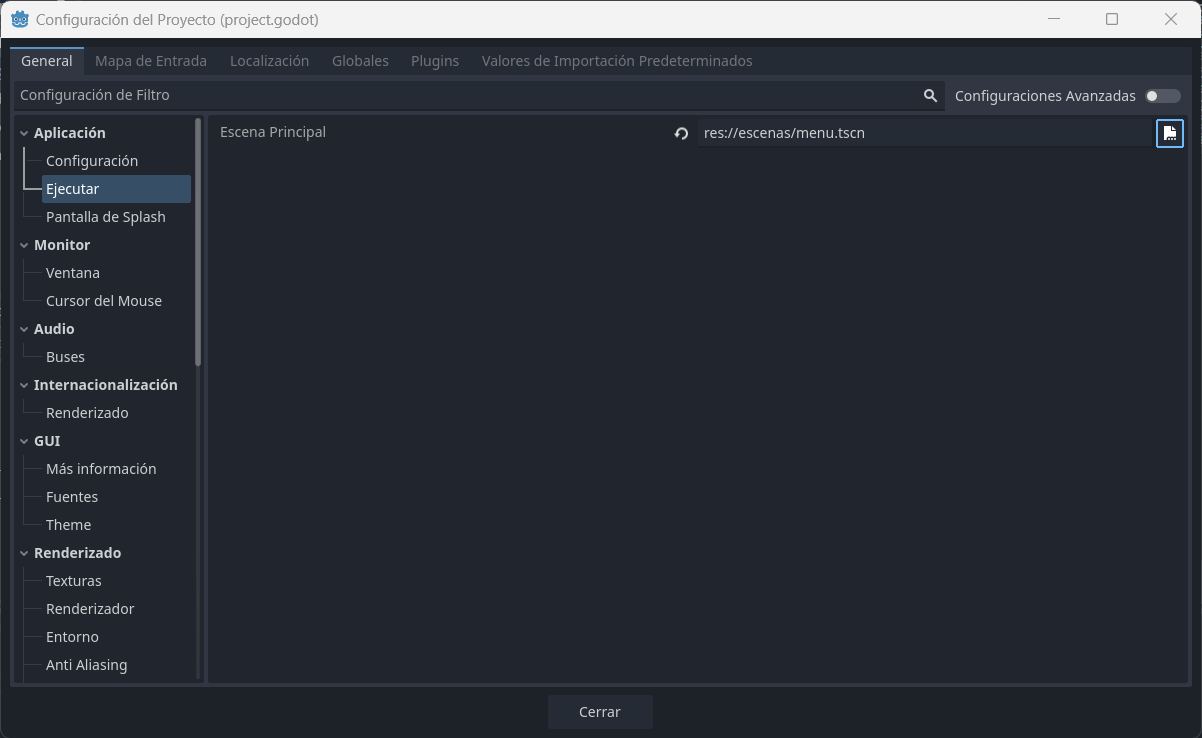 Configuración del Proyecto (project.godot)
General Mapa de Entrada Localización Globales Plugins Valores de Importación Predeterminados
Configuración de Filtro Configuraciones Avanzadas
Aplicación
Configuración
Ejecutar
Pantalla de Splash
Monitor
Ventana
Cursor del Mouse
Audio
Buses
Internacionalización
Renderizado
GUI
Más información
Fuentes
Theme
Renderizado
Texturas
Renderizador
Entorno
Anti Aliasing
Escena Principal res://escenas/menu.tscn
Cerrar